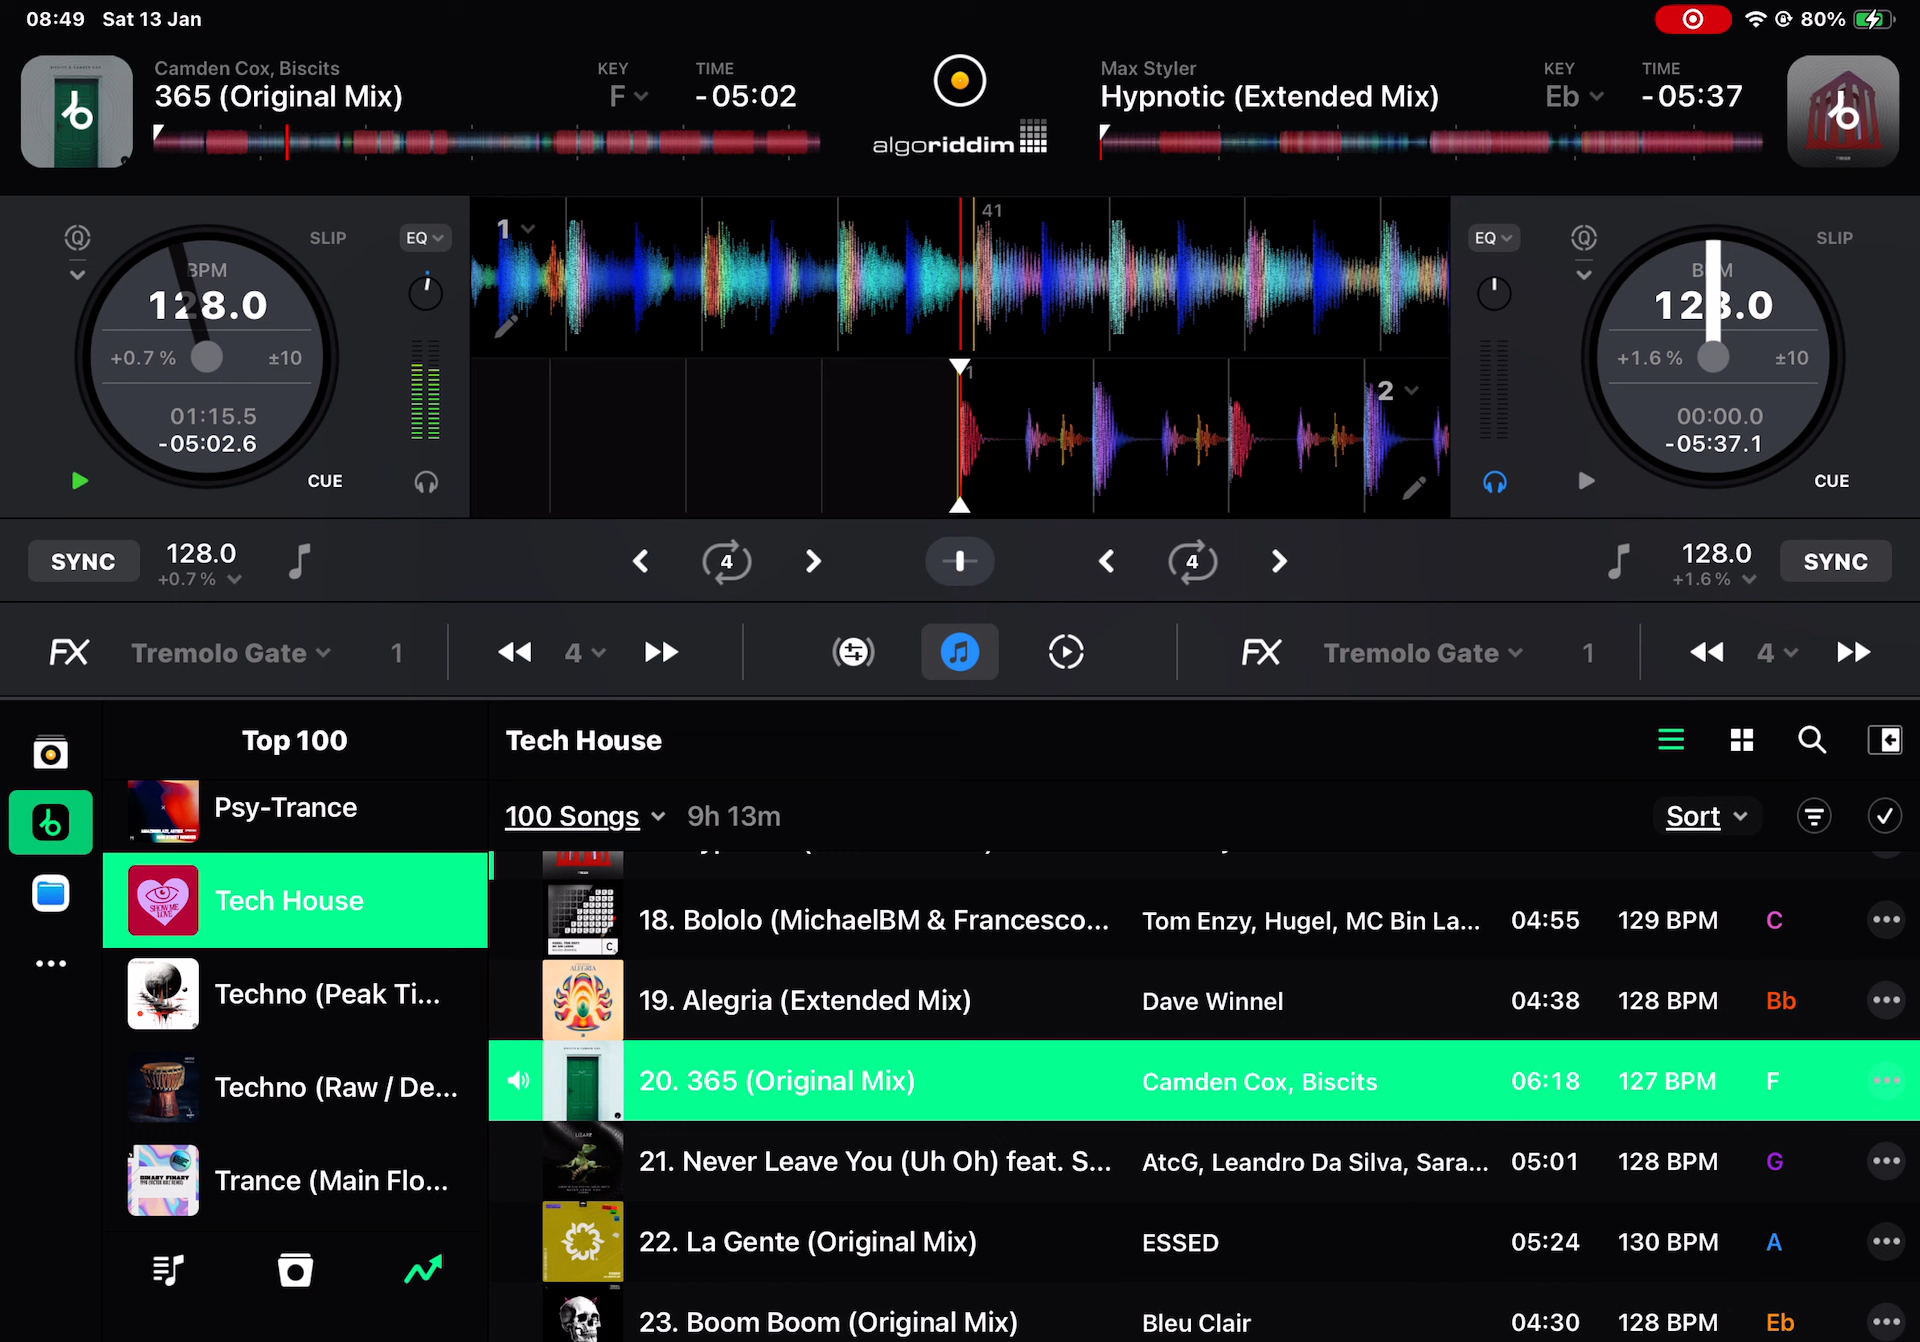 08:49 Sat 13 Jan
80%
Camden Cox, Biscits
365 (Original Mix)
KEY
F
TIME
-05:02
algoriddim
Max Styler
Hypnotic (Extended Mix)
KEY
Eb
TIME
-05:37
BPM
128.0
+0.7 %
±10
01:15.5
-05:02.6
SLIP
CUE
EQ
1
41
1
2
EQ
BPM
128.0
+1.6 %
±10
00:00.0
-05:37.1
SLIP
CUE
SYNC
128.0
+0.7 %
4
4
128.0
+1.6 %
SYNC
FX Tremolo Gate 1
4
FX Tremolo Gate 1
4
Top 100
Psy-Trance
Tech House
Techno (Peak Ti...
Techno (Raw / De...
Trance (Main Flo...
Tech House
100 Songs 9h 13m
Sort
18. Bololo (MichaelBM & Francesco... Tom Enzy, Hugel, MC Bin La... 04:55 129 BPM C
19. Alegria (Extended Mix) Dave Winnel 04:38 128 BPM Bb
20. 365 (Original Mix) Camden Cox, Biscits 06:18 127 BPM F
21. Never Leave You (Uh Oh) feat. S... AtcG, Leandro Da Silva, Sara... 05:01 128 BPM G
22. La Gente (Original Mix) ESSED 05:24 130 BPM A
23. Boom Boom (Original Mix) Bleu Clair 04:30 128 BPM Eb